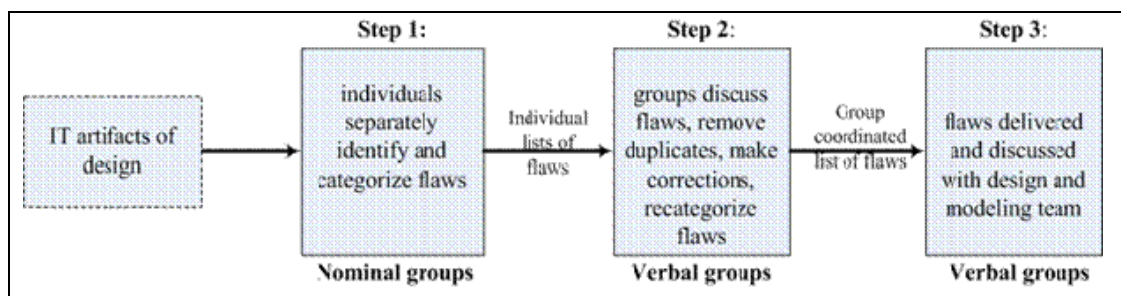 Step 1:
Step 2:
Step 3:
IT artifacts of
design
individuals
separately
identify and
categorize flaws
Individual
lists of
flaws
groups discuss
flaws, remove
duplicates, make
corrections,
recategorize
flaws
Group
coordinated
list of flaws
flaws delivered
and discussed
with design and
modeling team
Nominal groups
Verbal groups
Verbal groups